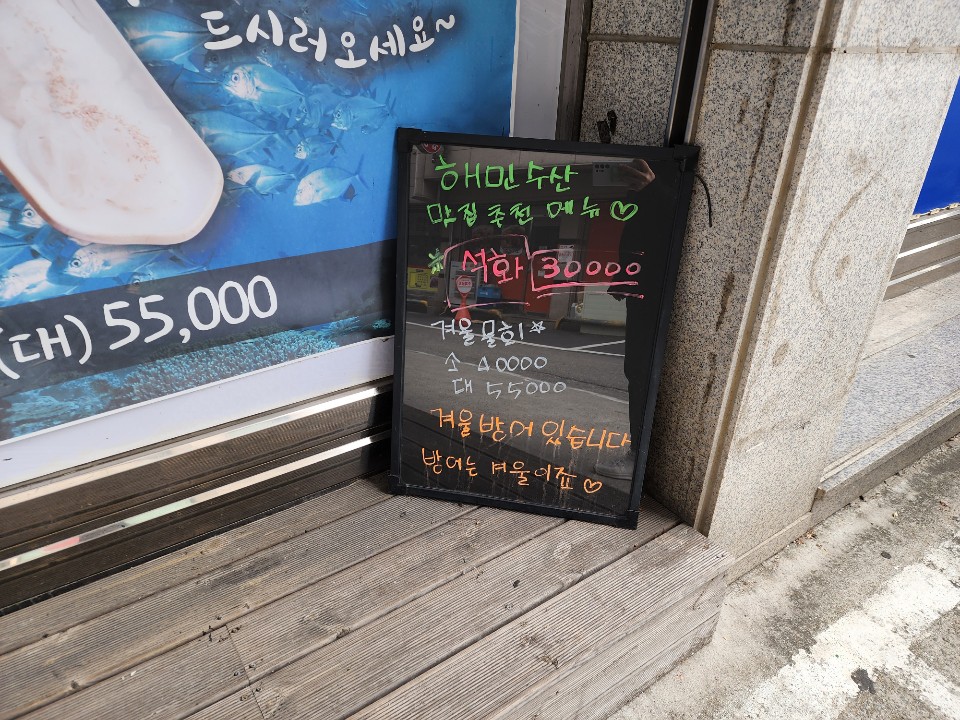 드시러 오세요~
(대) 55,000
해민수산
맛집 추천 메뉴♡
석화 30000
겨울물회☆
소 40000
대 55000
겨울방어있습니다
방어는 겨울이죠♡